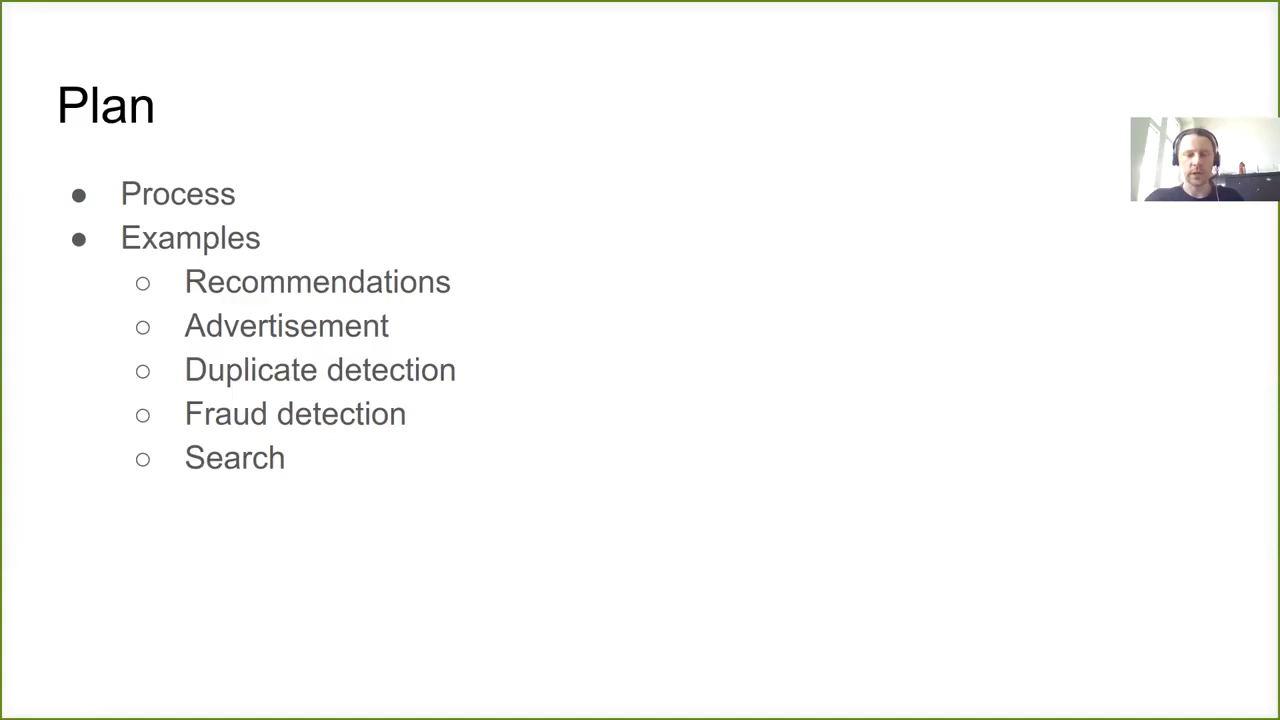 Plan
● Process
● Examples
○ Recommendations
○ Advertisement
○ Duplicate detection
○ Fraud detection
○ Search